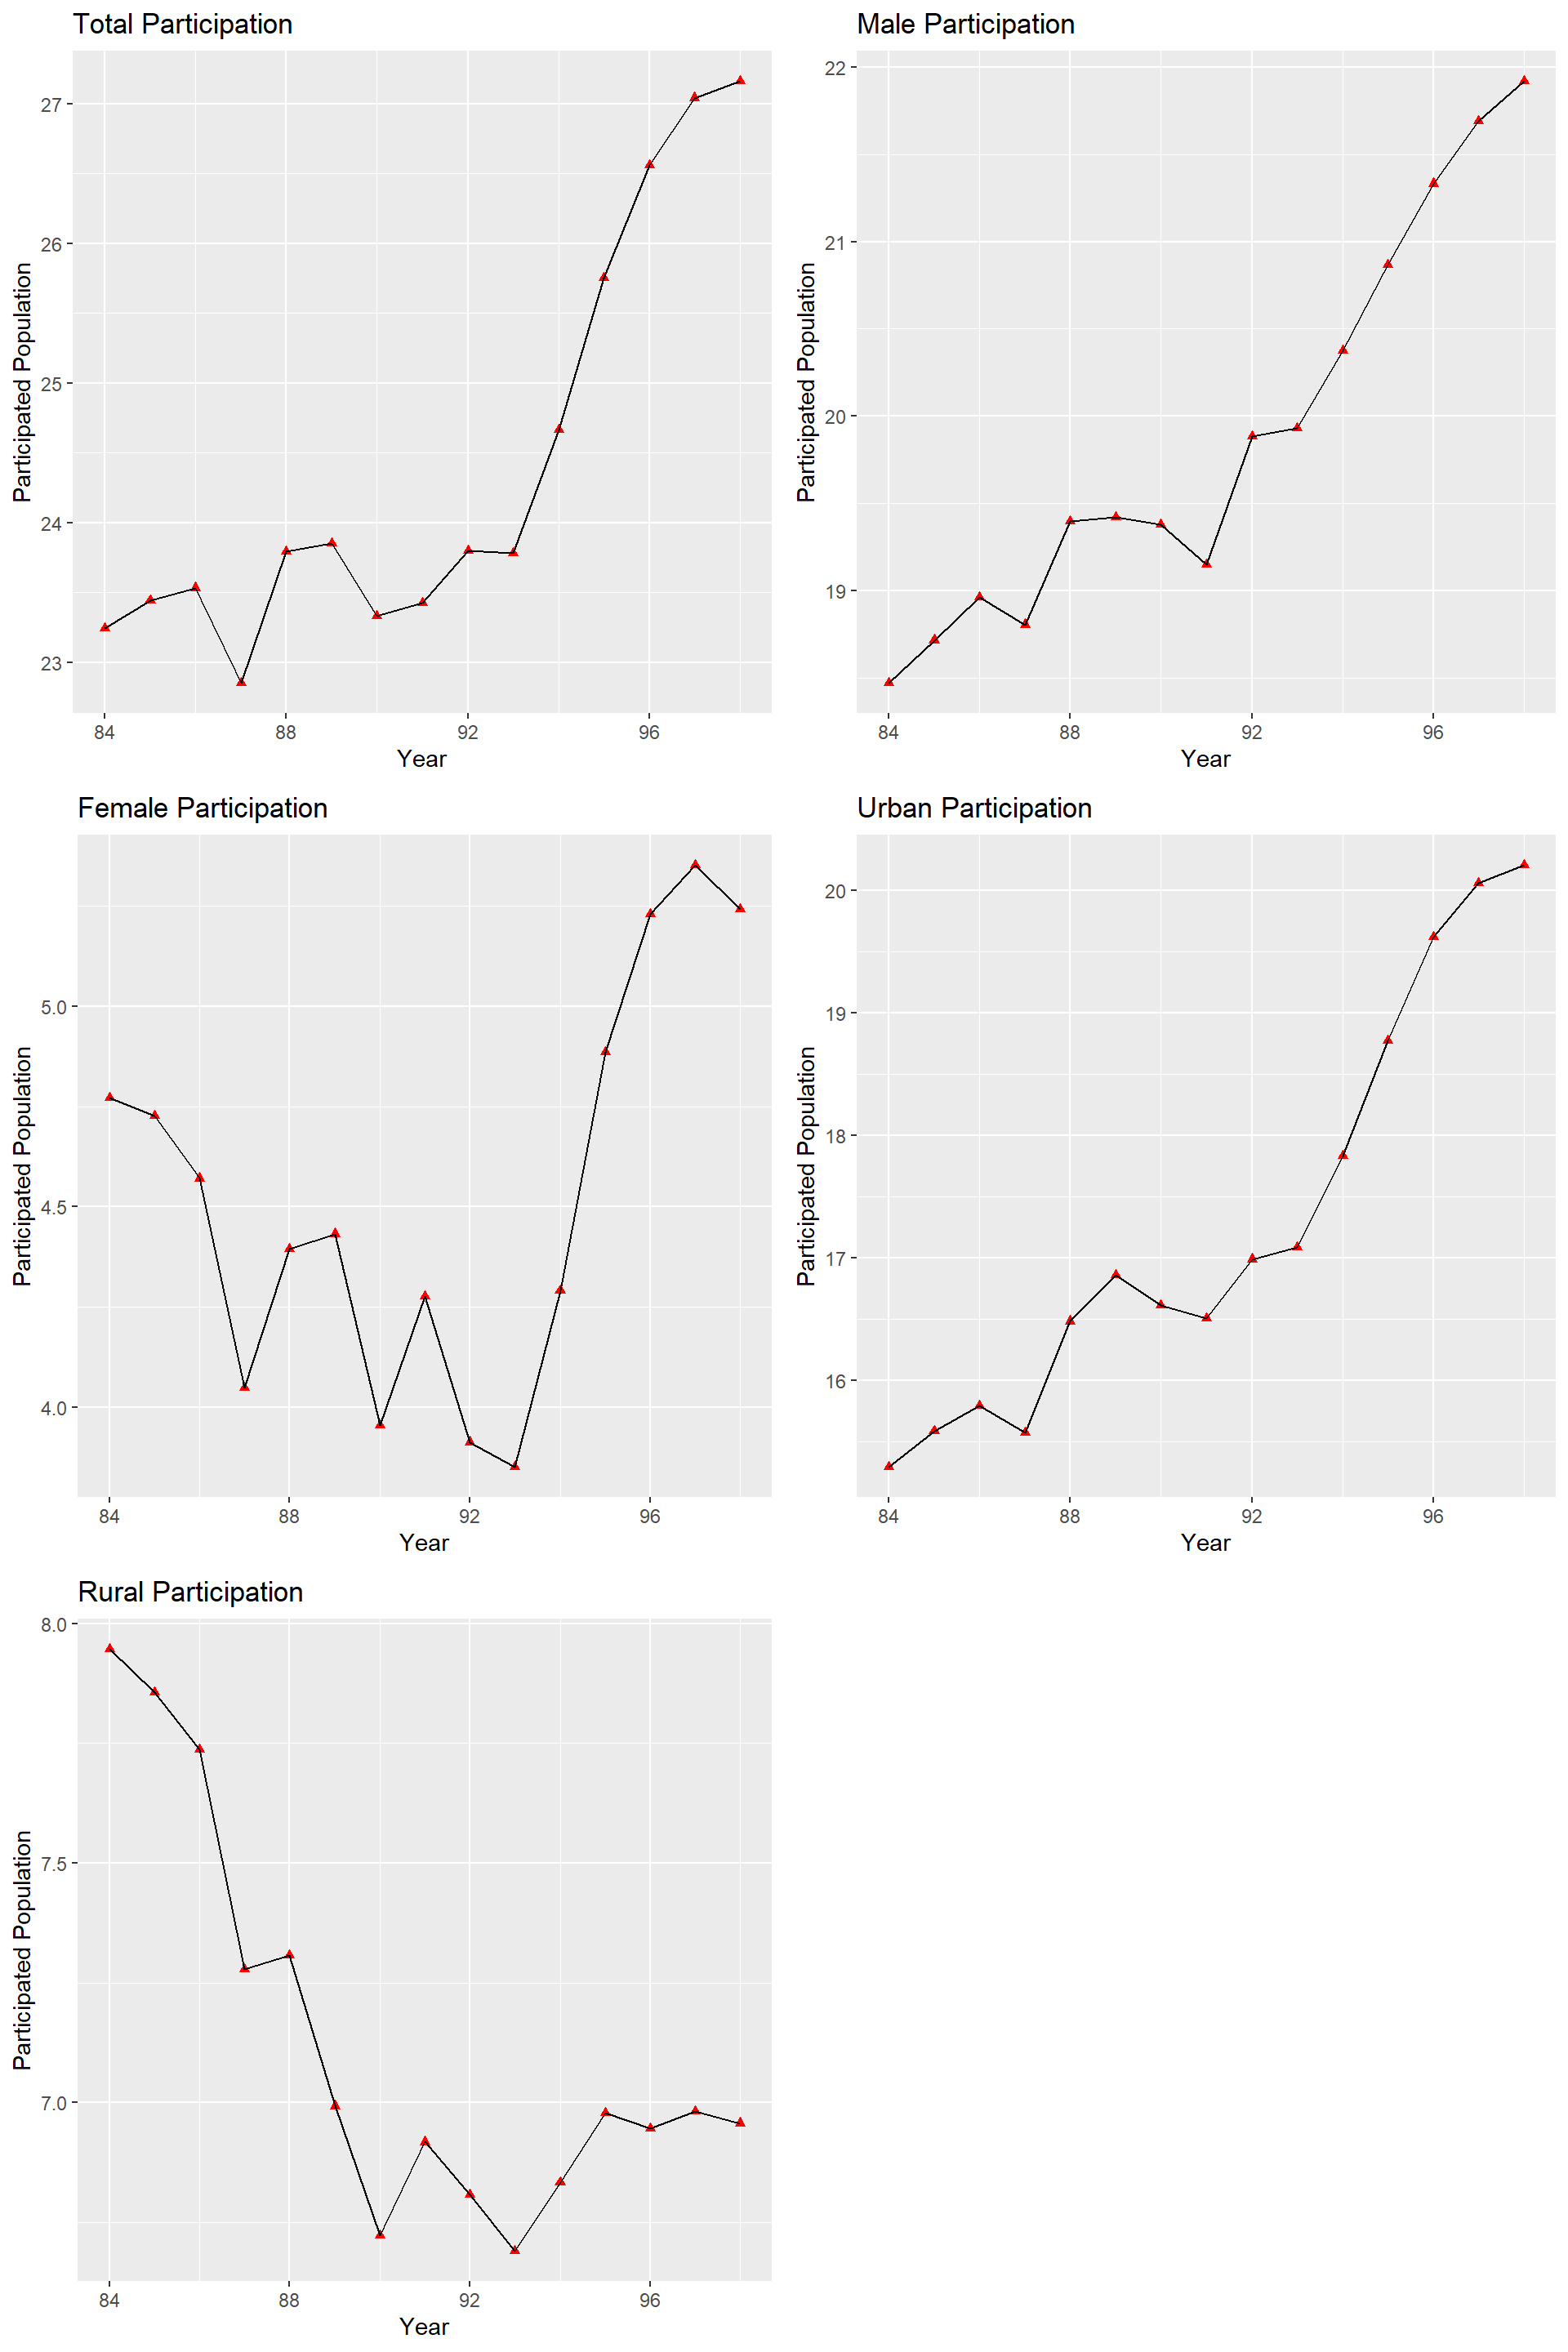 Total Participation
Participated Population
27
26
25
24
23
84 88 92 96
Year
Male Participation
Participated Population
22
21
20
19
84 88 92 96
Year
Female Participation
Participated Population
5.0
4.5
4.0
84 88 92 96
Year
Urban Participation
Participated Population
20
19
18
17
16
84 88 92 96
Year
Rural Participation
Participated Population
8.0
7.5
7.0
84 88 92 96
Year